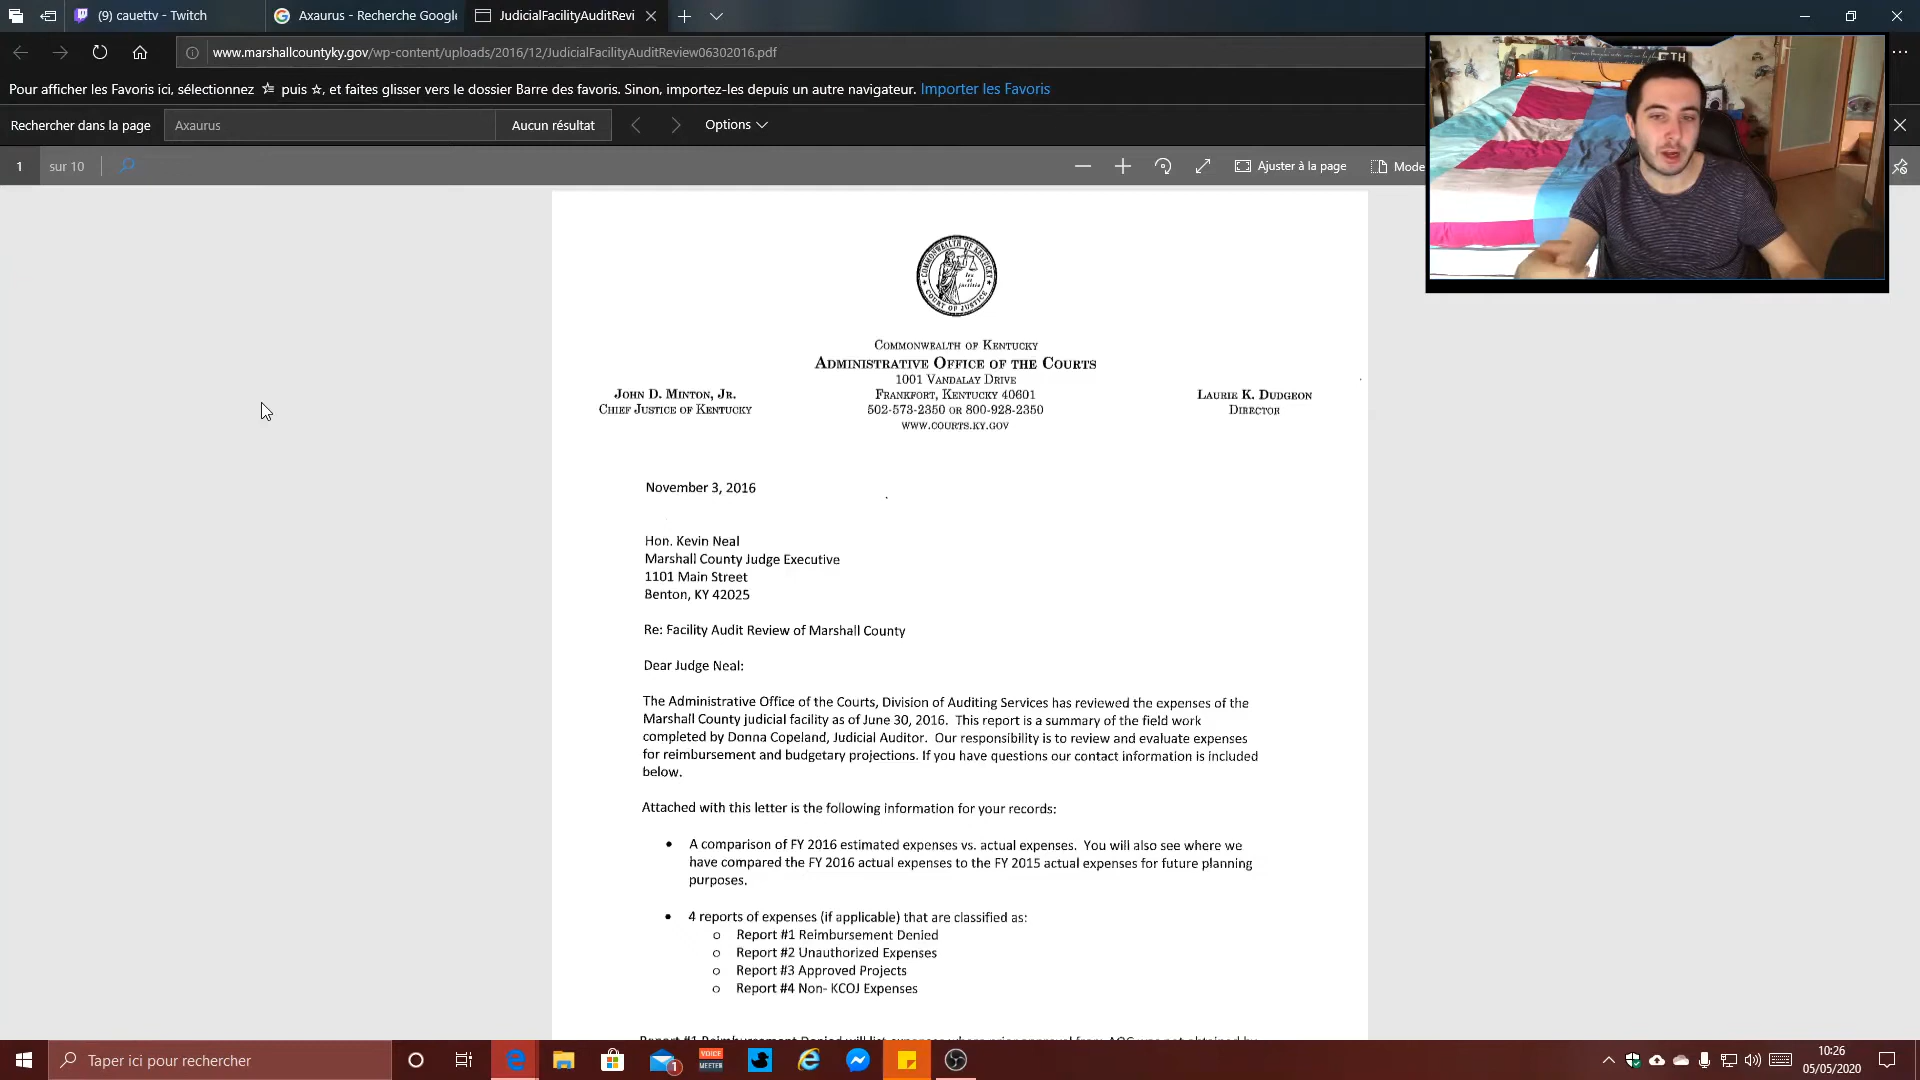 (9) cauettv - Twitch
Axaurus - Recherche Google
JudicialFacilityAuditRevi
www.marshallcountyky.gov/wp-content/uploads/2016/12/JudicialFacilityAuditReview06302016.pdf
Pour afficher les Favoris ici, sélectionnez puis ☆, et faites glisser vers le dossier Barre des favoris. Sinon, importez-les depuis un autre navigateur. Importer les Favoris
Rechercher dans la page Axaurus Aucun résultat Options
1 sur 10 Ajuster à la page Mode
ETH
COMMONWEALTH OF KENTUCKY
COURT OF JUSTICE
COMMONWEALTH OF KENTUCKY
ADMINISTRATIVE OFFICE OF THE COURTS
1001 VANDALAY DRIVE
JOHN D. MINTON, JR. FRANKFORT, KENTUCKY 40601 LAURIE K. DUDGEON
CHIEF JUSTICE OF KENTUCKY 502-573-2350 OR 800-928-2350 DIRECTOR
WWW.COURTS.KY.GOV
November 3, 2016
Hon. Kevin Neal
Marshall County Judge Executive
1101 Main Street
Benton, KY 42025
Re: Facility Audit Review of Marshall County
Dear Judge Neal:
The Administrative Office of the Courts, Division of Auditing Services has reviewed the expenses of the
Marshall County judicial facility as of June 30, 2016. This report is a summary of the field work
completed by Donna Copeland, Judicial Auditor. Our responsibility is to review and evaluate expenses
for reimbursement and budgetary projections. If you have questions our contact information is included
below.
Attached with this letter is the following information for your records:
• A comparison of FY 2016 estimated expenses vs. actual expenses. You will also see where we
have compared the FY 2016 actual expenses to the FY 2015 actual expenses for future planning
purposes.
• 4 reports of expenses (if applicable) that are classified as:
o Report #1 Reimbursement Denied
o Report #2 Unauthorized Expenses
o Report #3 Approved Projects
o Report #4 Non- KCOJ Expenses
Taper ici pour rechercher
1
VOICE
MEETER
10:26
05/05/2020